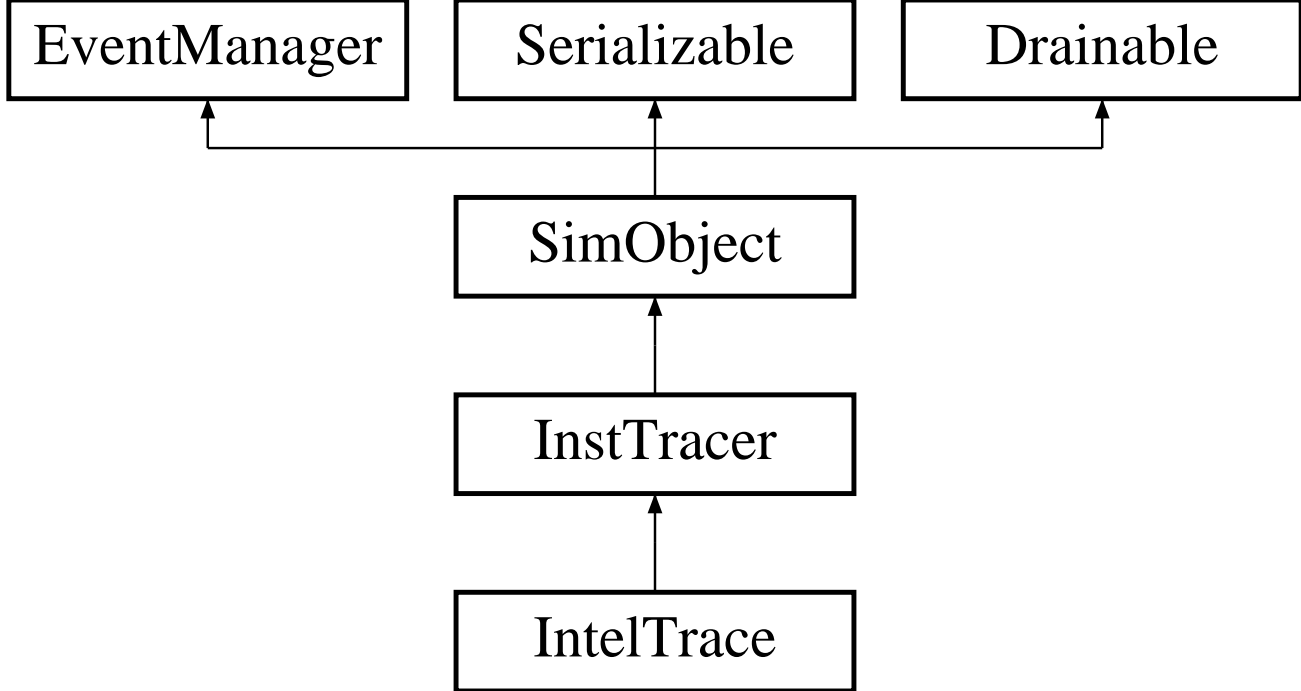 EventManager
Serializable
Drainable
SimObject
InstTracer
IntelTrace